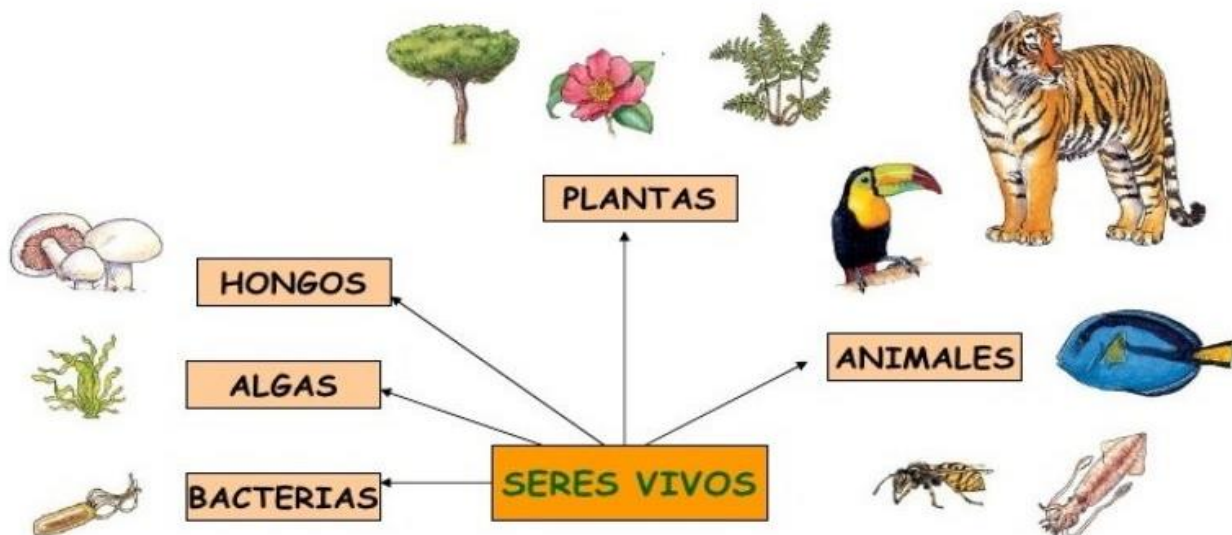 PLANTAS
HONGOS
ANIMALES
ALGAS
SERES VIVOS
BACTERIAS